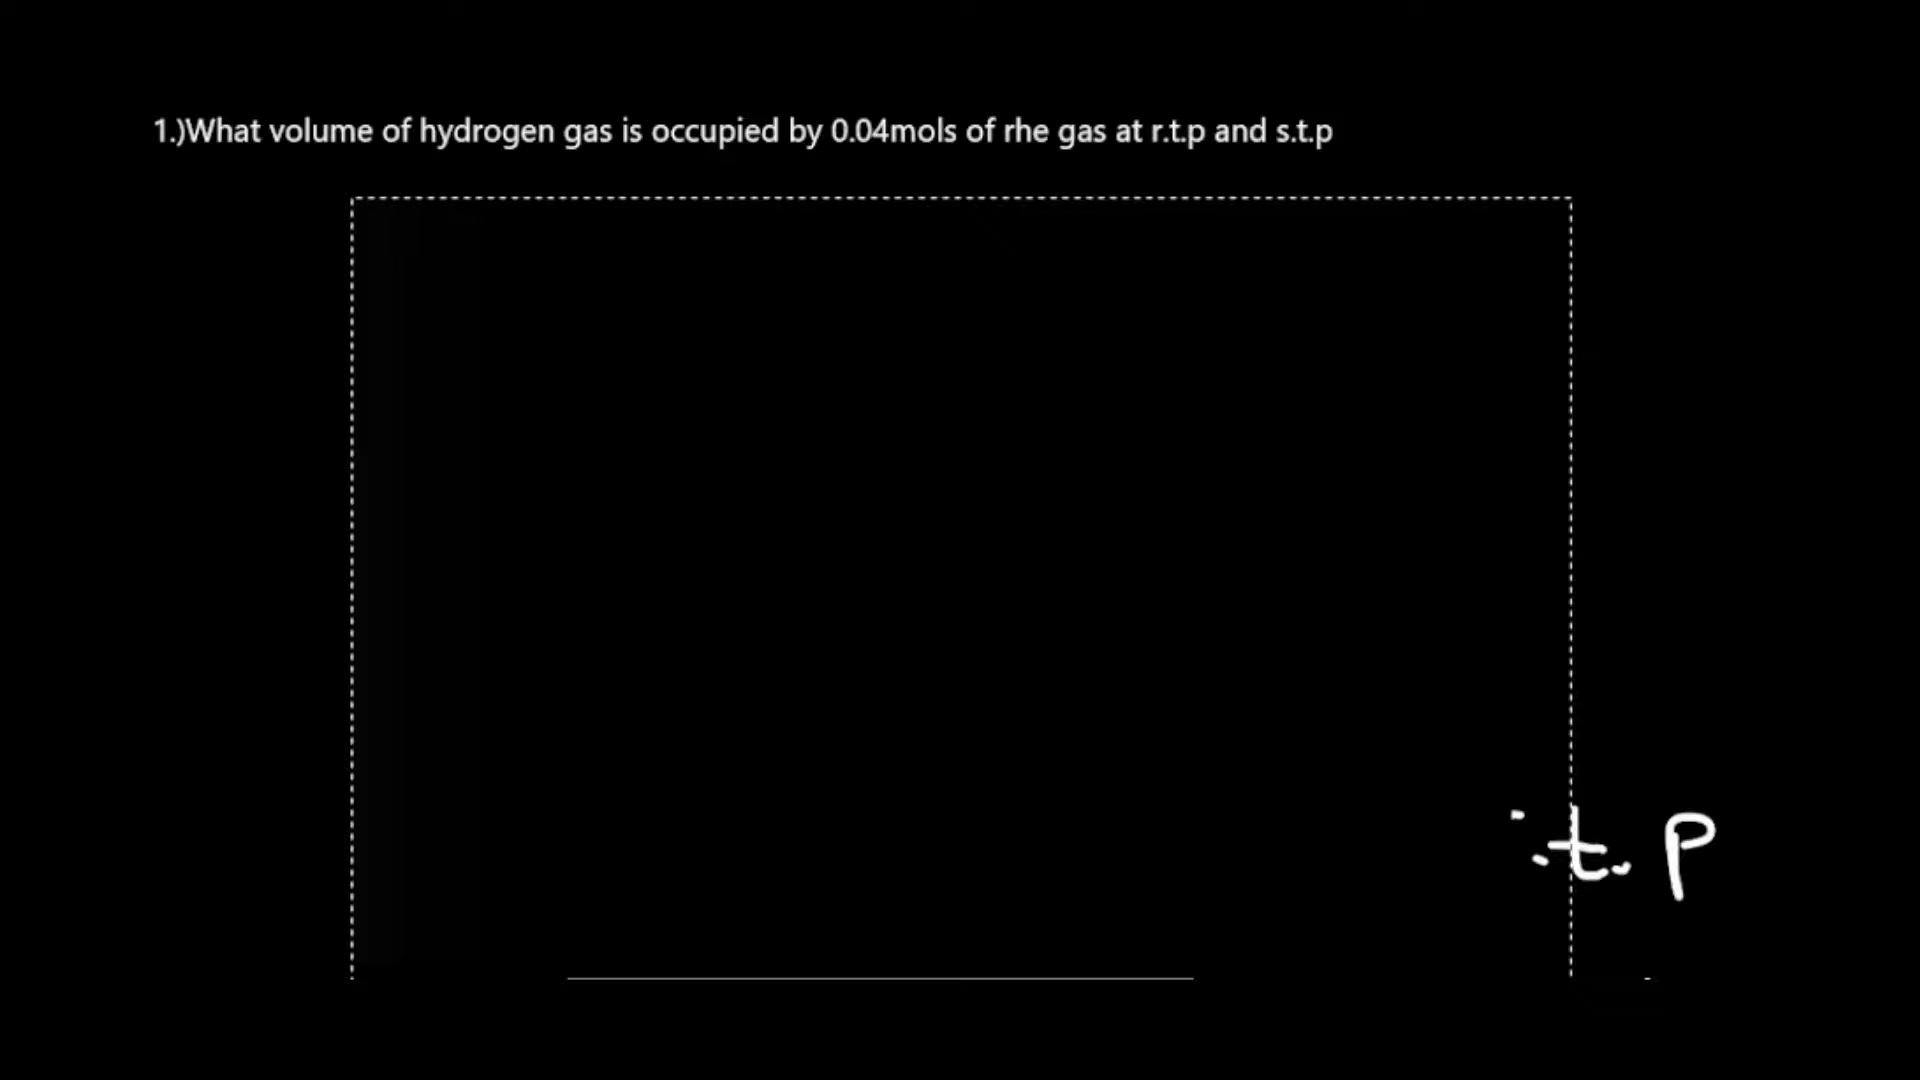 1.)What volume of hydrogen gas is occupied by 0.04mols of rhe gas at r.t.p and s.t.p
.t. p